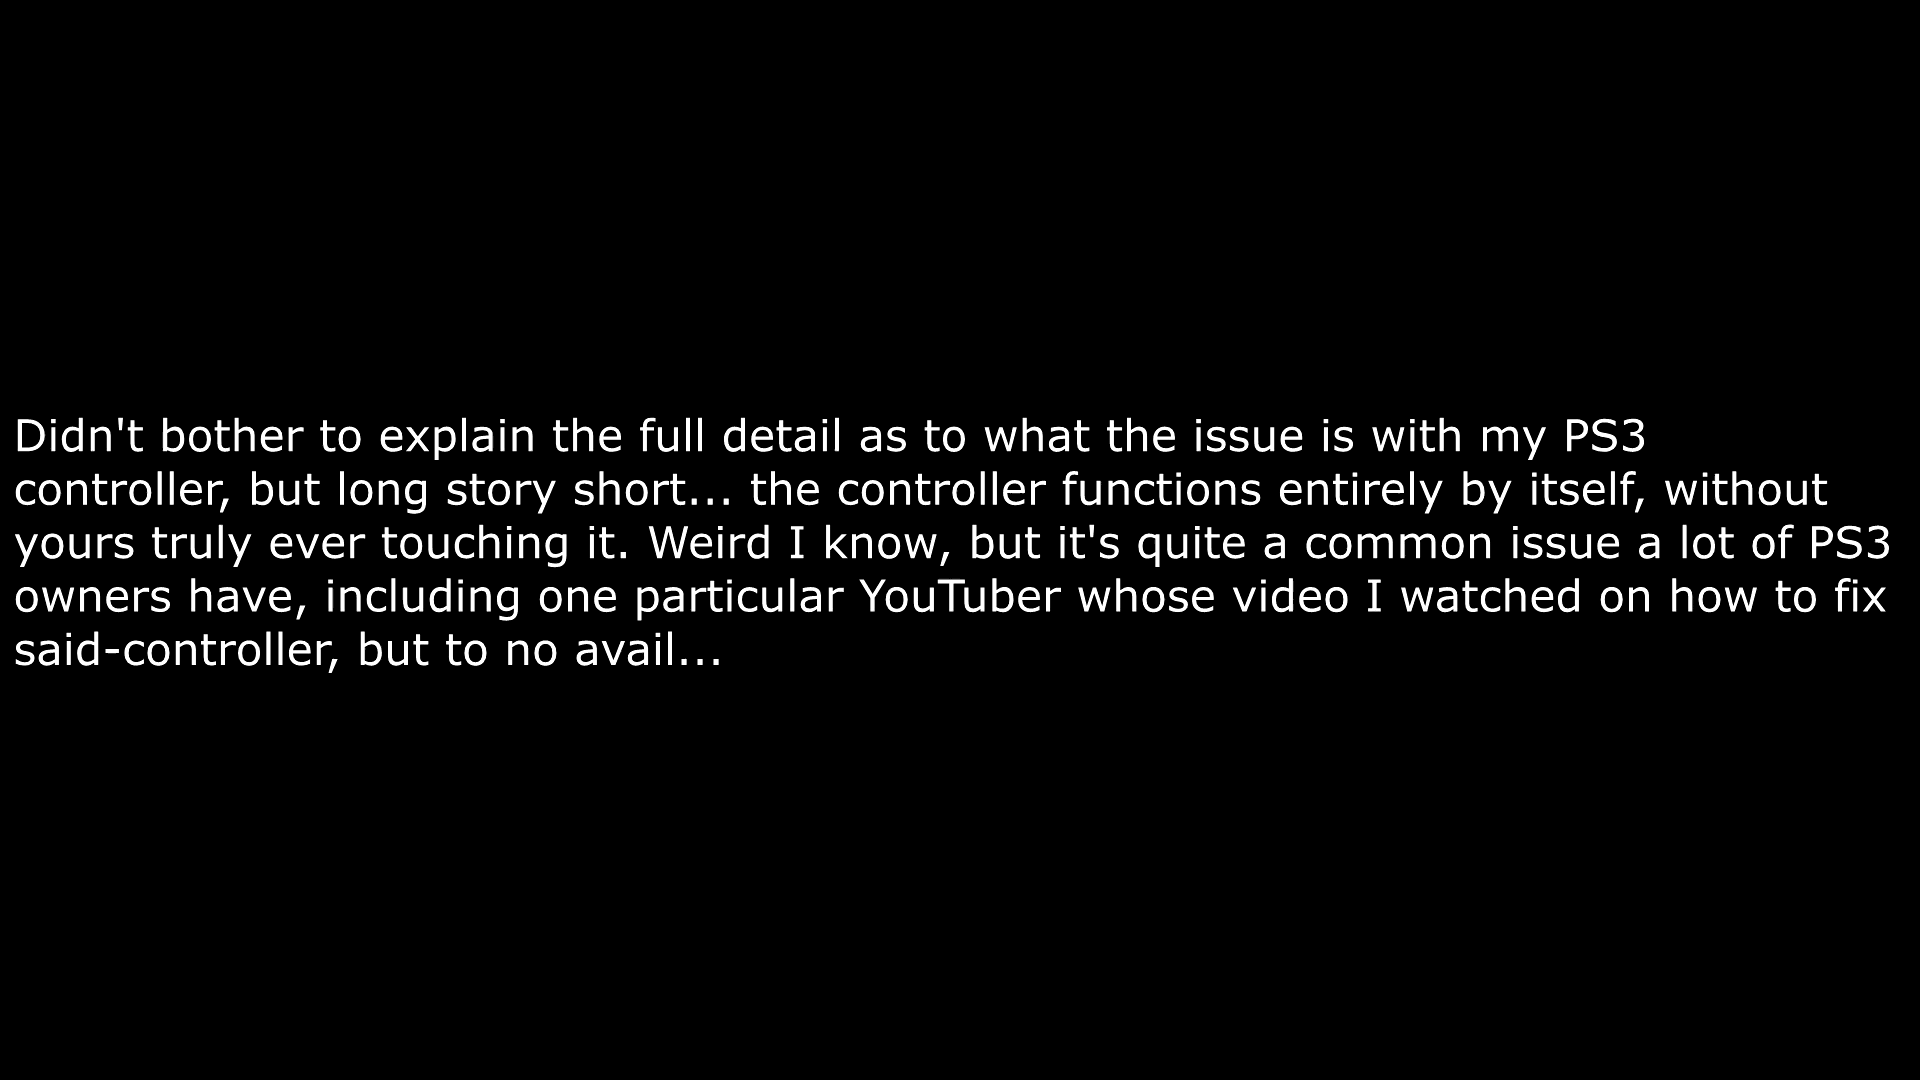 Didn't bother to explain the full detail as to what the issue is with my PS3
controller, but long story short... the controller functions entirely by itself, without
yours truly ever touching it. Weird I know, but it's quite a common issue a lot of PS3
owners have, including one particular YouTuber whose video I watched on how to fix
said-controller, but to no avail...